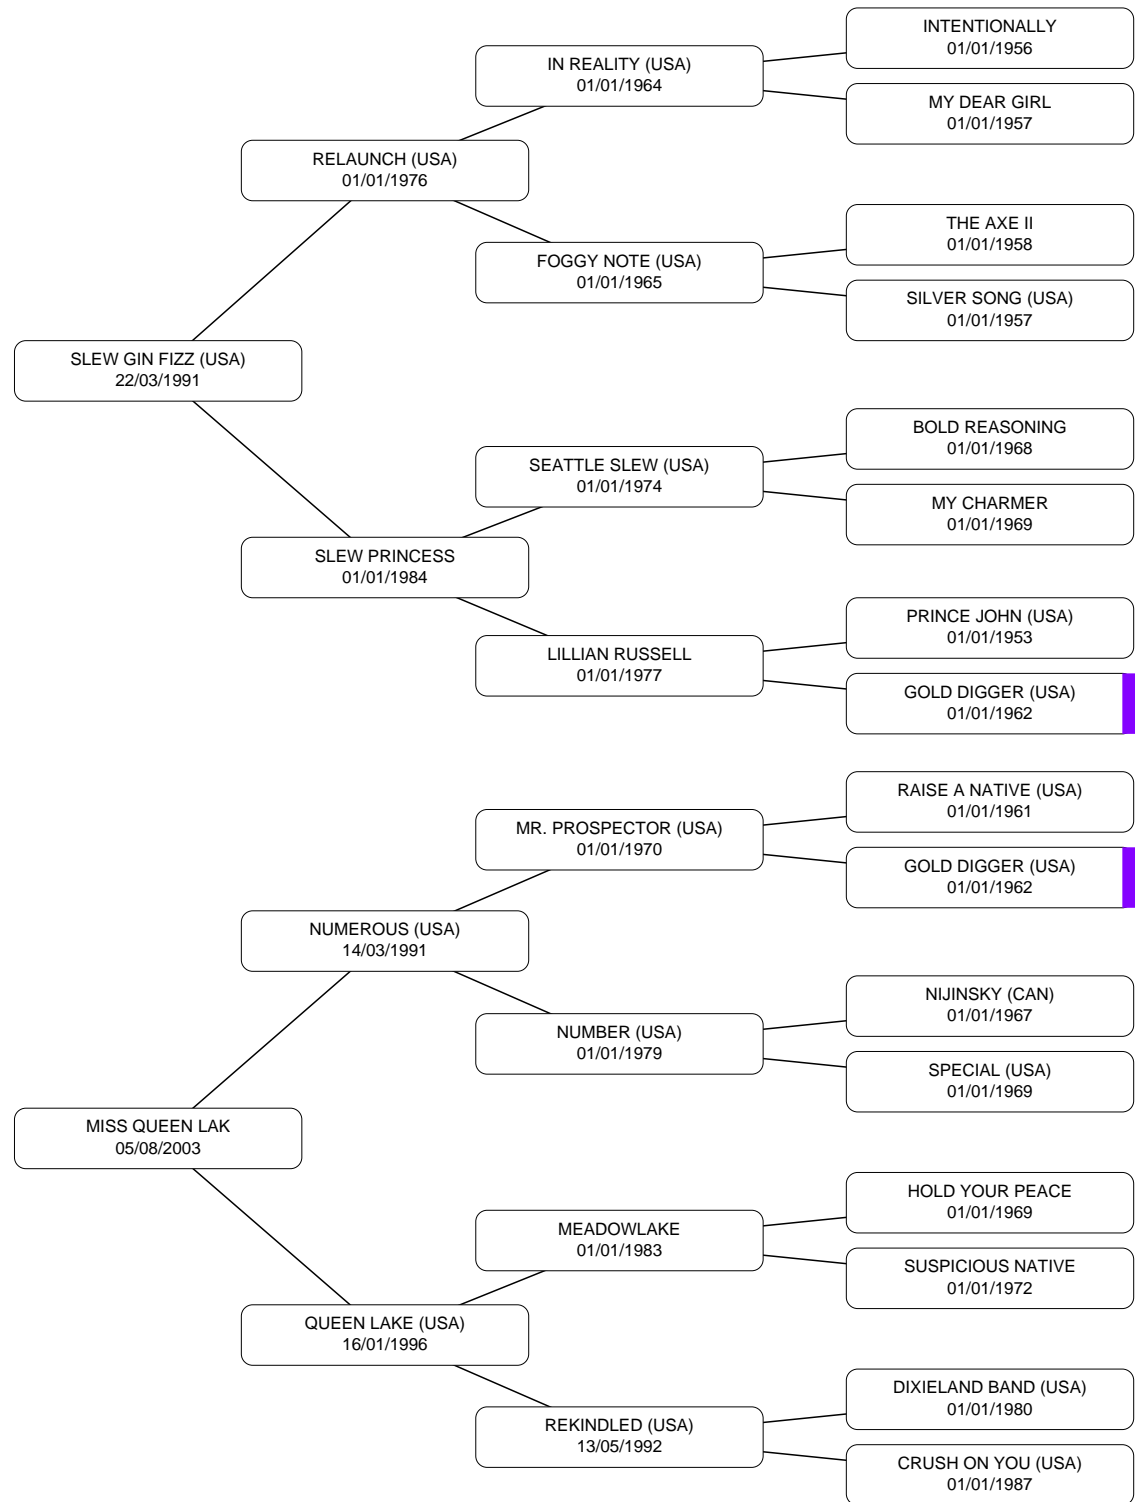 INTENTIONALLY
01/01/1956
IN REALITY (USA)
01/01/1964
MY DEAR GIRL
01/01/1957
RELAUNCH (USA)
01/01/1976
THE AXE II
01/01/1958
FOGGY NOTE (USA)
01/01/1965
SILVER SONG (USA)
01/01/1957
SLEW GIN FIZZ (USA)
22/03/1991
BOLD REASONING
01/01/1968
SEATTLE SLEW (USA)
01/01/1974
MY CHARMER
01/01/1969
SLEW PRINCESS
01/01/1984
PRINCE JOHN (USA)
01/01/1953
LILLIAN RUSSELL
01/01/1977
GOLD DIGGER (USA)
01/01/1962
RAISE A NATIVE (USA)
01/01/1961
MR. PROSPECTOR (USA)
01/01/1970
GOLD DIGGER (USA)
01/01/1962
NUMEROUS (USA)
14/03/1991
NIJINSKY (CAN)
01/01/1967
NUMBER (USA)
01/01/1979
SPECIAL (USA)
01/01/1969
MISS QUEEN LAK
05/08/2003
HOLD YOUR PEACE
01/01/1969
MEADOWLAKE
01/01/1983
SUSPICIOUS NATIVE
01/01/1972
QUEEN LAKE (USA)
16/01/1996
DIXIELAND BAND (USA)
01/01/1980
REKINDLED (USA)
13/05/1992
CRUSH ON YOU (USA)
01/01/1987